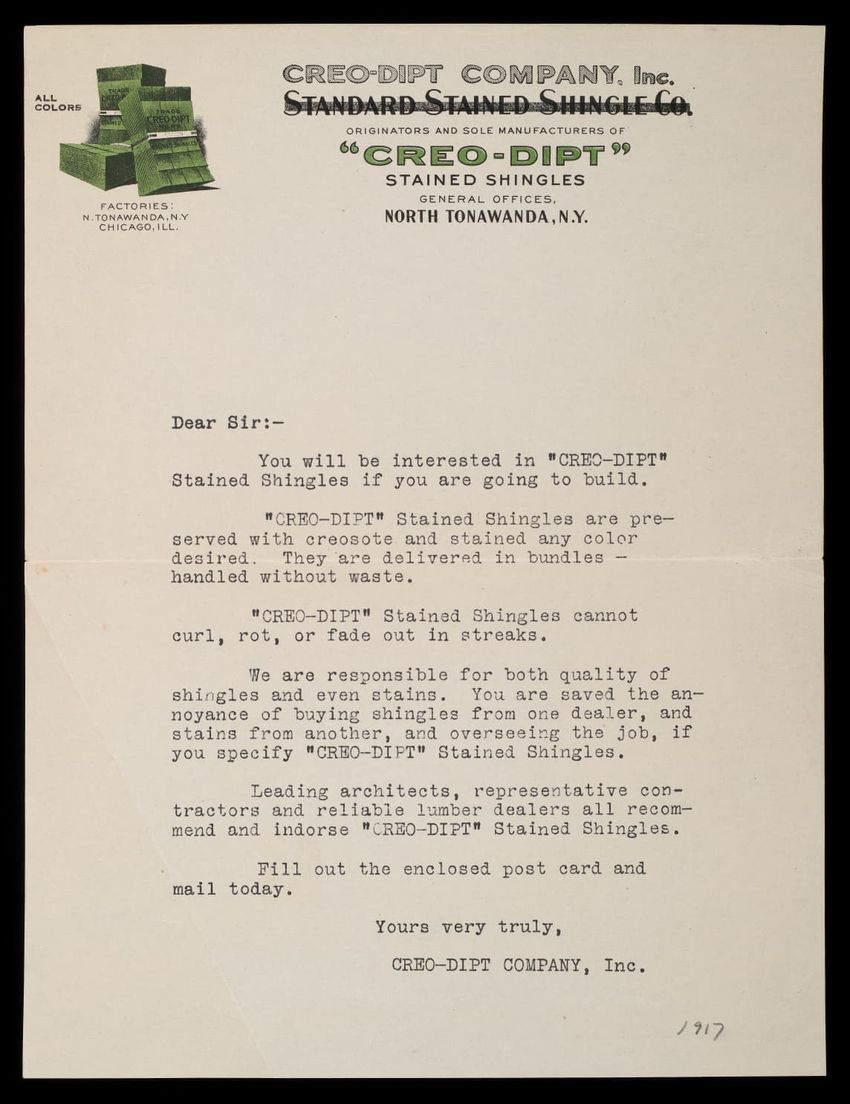 ALL
COLORS
TRADE
CREO-DIPT
FACTORIES:
N. TONAWANDA, N.Y
CHICAGO, ILL.
CREO-DIPT COMPANY, Inc.
STANDARD STAINED SHINGLE CO.
ORIGINATORS AND SOLE MANUFACTURERS OF
"CREO-DIPT"
STAINED SHINGLES
GENERAL OFFICES,
NORTH TONAWANDA, N.Y.
Dear Sir:-
You will be interested in "CREO-DIPT"
Stained Shingles if you are going to build.
"CREO-DIPT" Stained Shingles are pre-
served with creosote and stained any color
desired. They are delivered in bundles -
handled without waste.
"CREO-DIPT" Stained Shingles cannot
curl, rot, or fade out in streaks.
We are responsible for both quality of
shingles and even stains. You are saved the an-
noyance of buying shingles from one dealer, and
stains from another, and overseeing the job, if
you specify "CREO-DIPT" Stained Shingles.
Leading architects, representative con-
tractors and reliable lumber dealers all recom-
mend and indorse "CREO-DIPT" Stained Shingles.
Fill out the enclosed post card and
mail today.
Yours very truly,
CREO-DIPT COMPANY, Inc.
1917